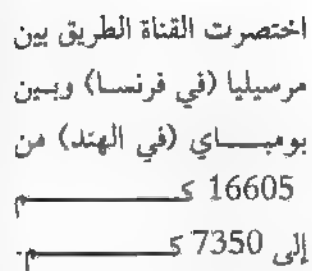 اختصرت القناة الطريق بين
مرسيليا (في فرنسا) وبين
بومباي (في الهند) من
16605 كم
إلى 7350 كم.